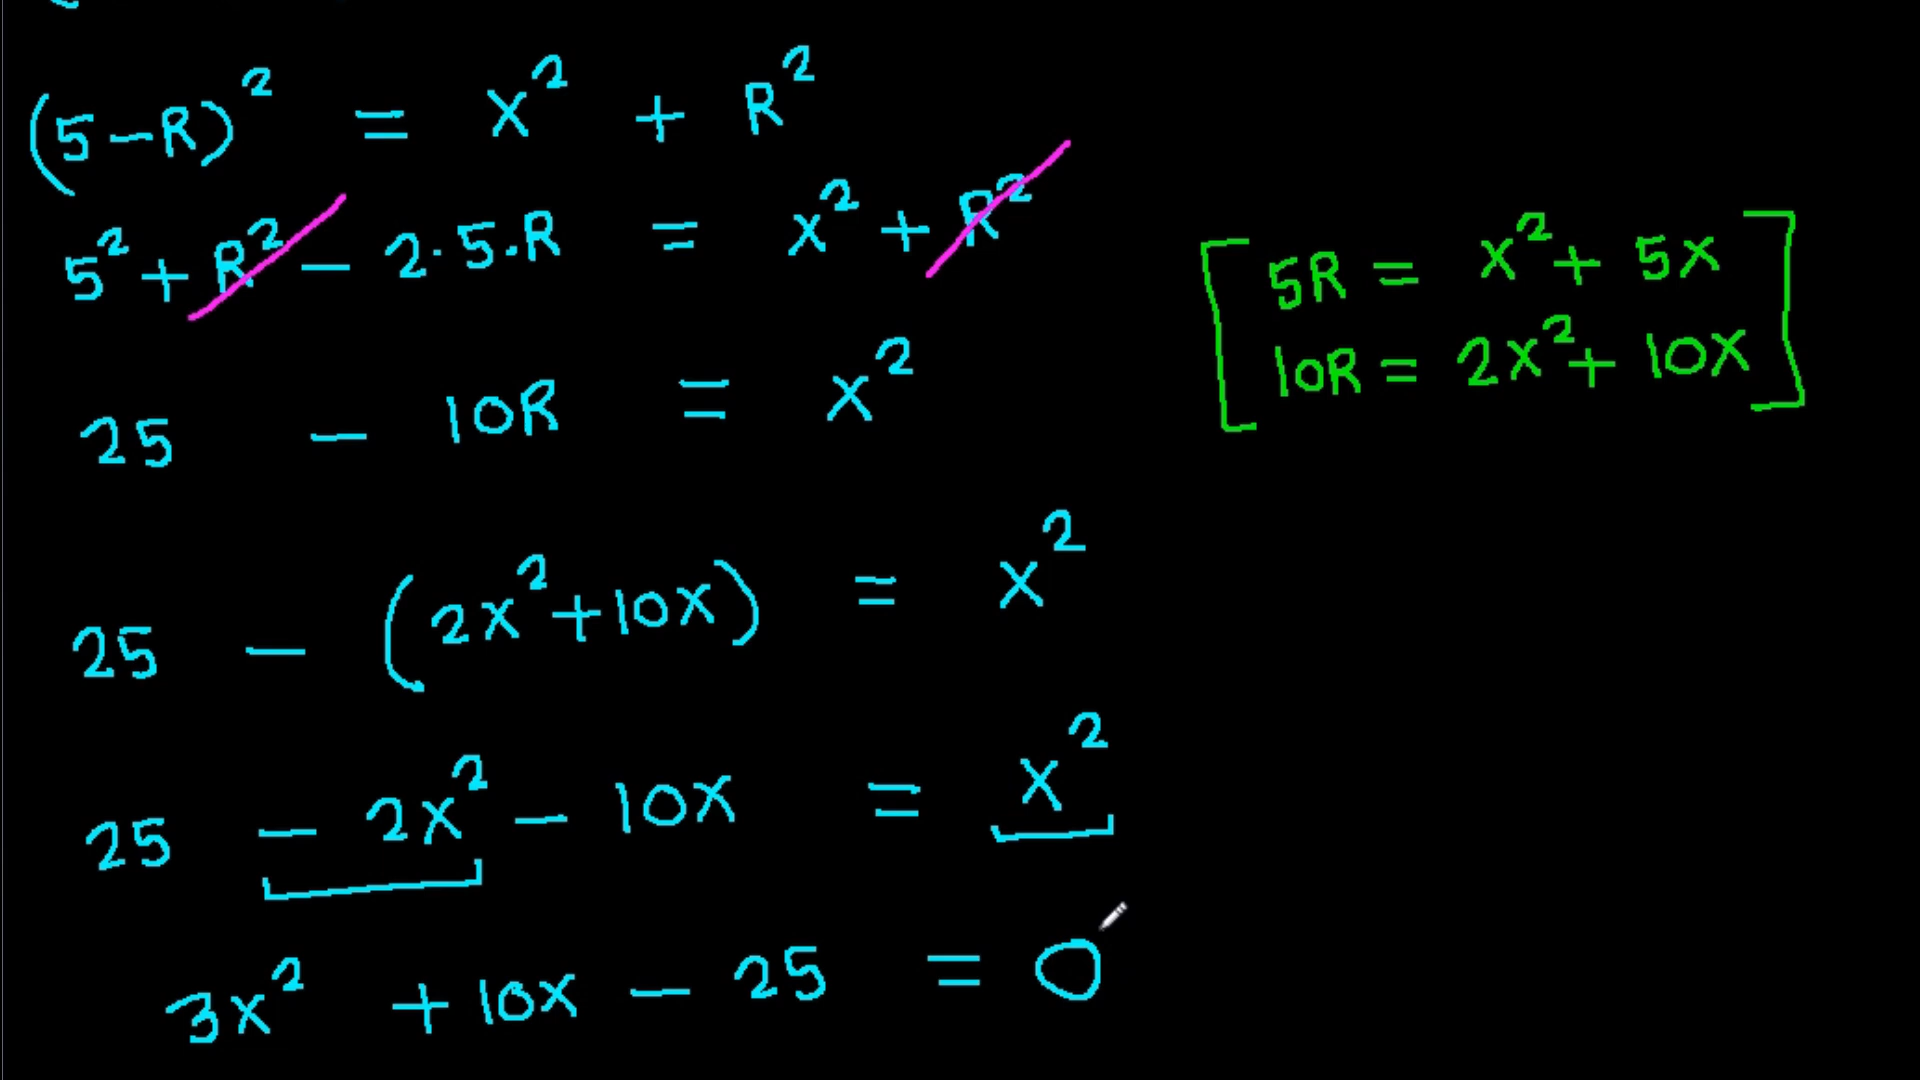 (5-R)² = x² + R²
5² + R² - 2·5·R = x² + R²
25 - 10R = x²
25 - (2x²+10x) = x²
25 - 2x² - 10x = x²
3x² + 10x - 25 = 0
5R = x² + 5x
10R = 2x² + 10x